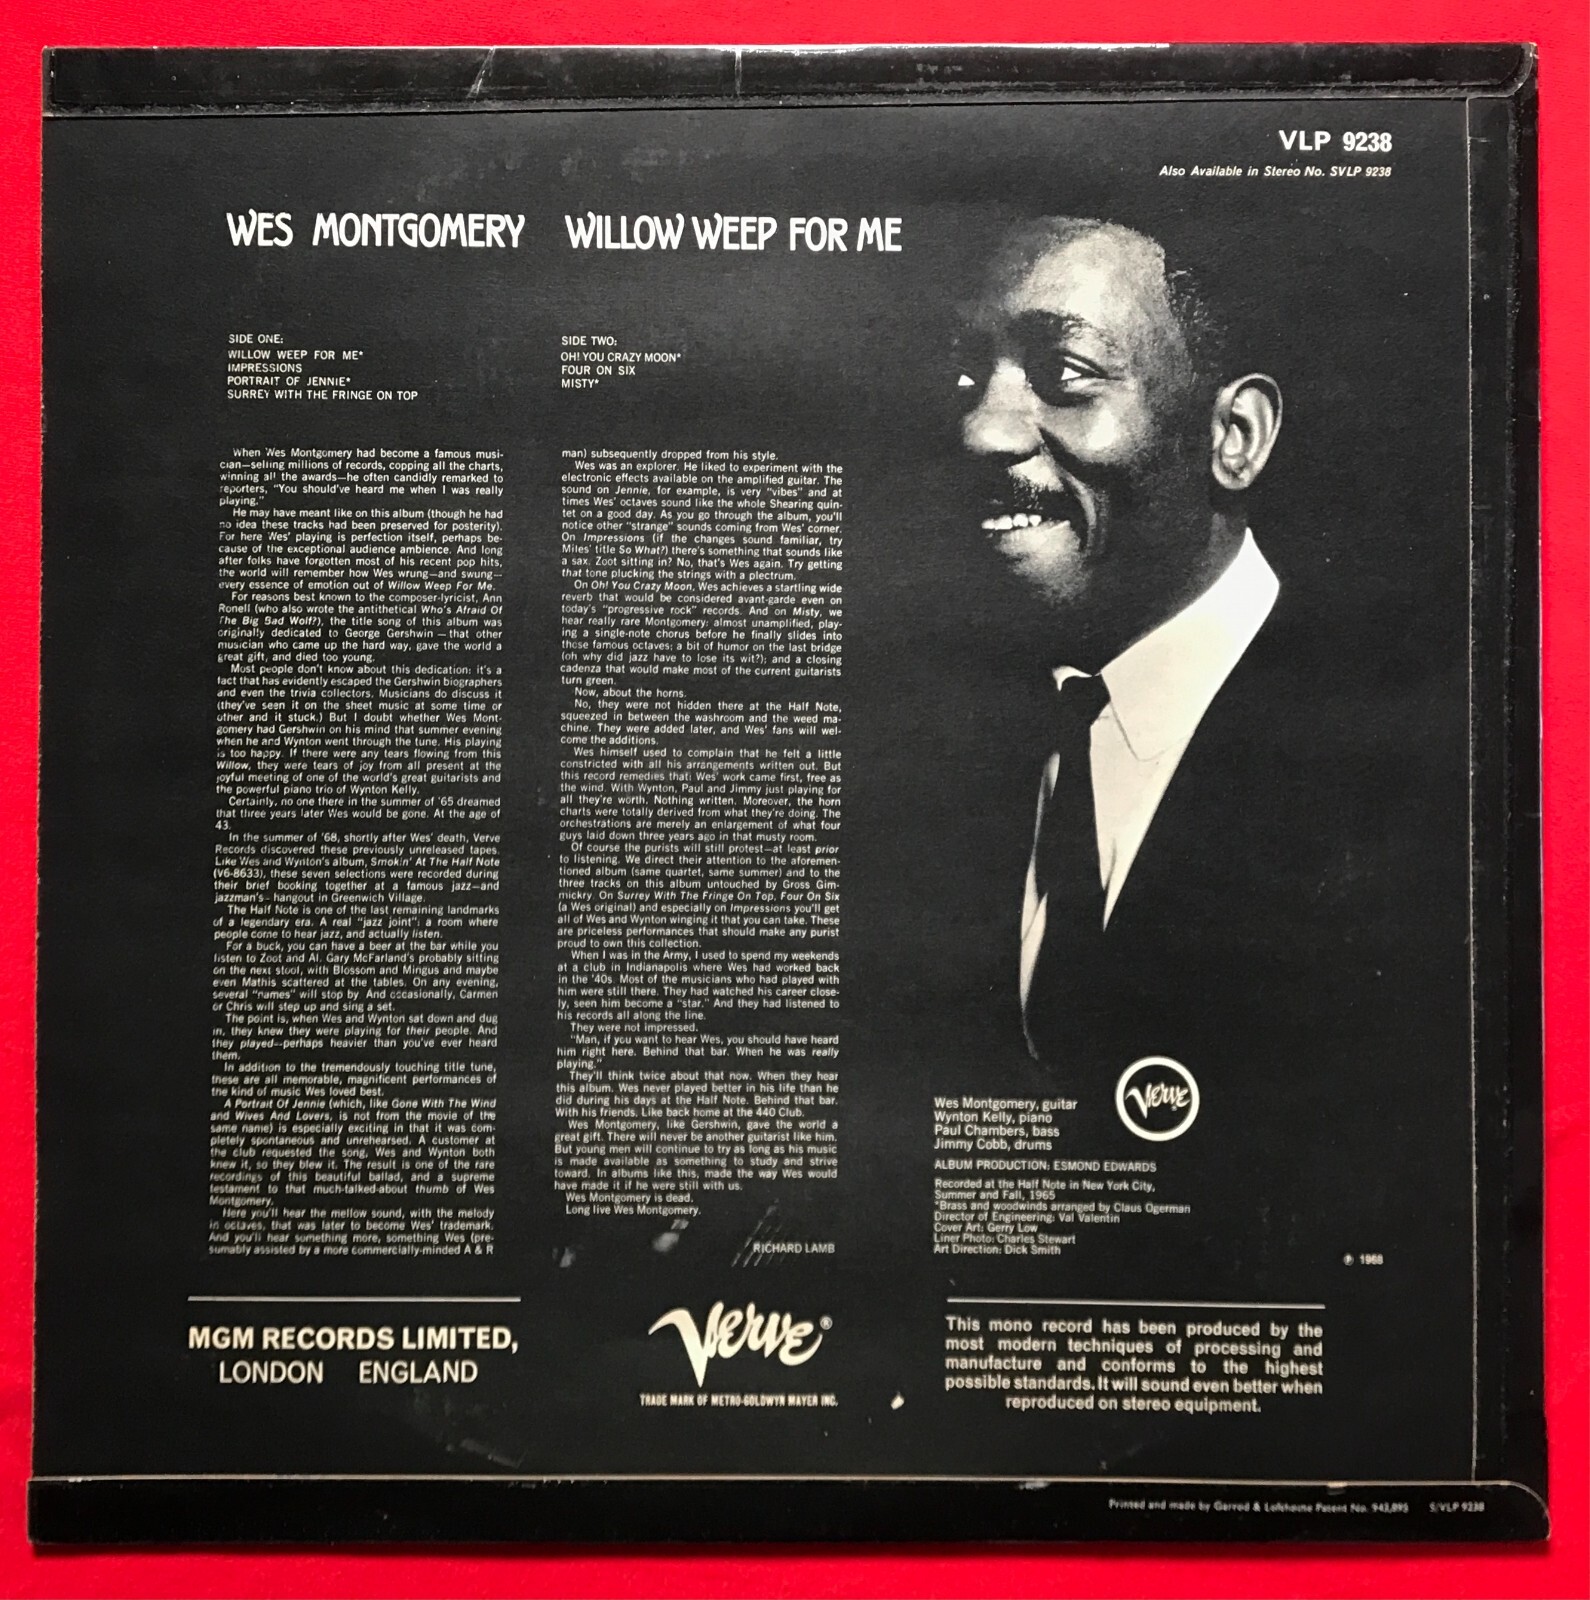 VLP 9238
Also Available in Stereo No. SVLP 9238
WES MONTGOMERY WILLOW WEEP FOR ME
SIDE ONE:
WILLOW WEEP FOR ME*
IMPRESSIONS
PORTRAIT OF JENNIE*
SURREY WITH THE FRINGE ON TOP
SIDE TWO:
OH! YOU CRAZY MOON*
FOUR ON SIX
MISTY*
When Wes Montgomery had become a famous musi-
cian—selling millions of records, copping all the charts,
winning all the awards—he often candidly remarked to
reporters, "You should've heard me when I was really
playing."
He may have meant like on this album (though he had
no idea these tracks had been preserved for posterity).
For here Wes' playing is perfection itself, perhaps be-
cause of the exceptional audience ambience. And long
after folks have forgotten most of his recent pop hits,
the world will remember how Wes wrung—and swung—
every essence of emotion out of Willow Weep For Me.
For reasons best known to the composer-lyricist, Ann
Ronell (who also wrote the antithetical Who's Afraid Of
The Big Bad Wolf?), the title song of this album was
originally dedicated to George Gershwin — that other
musician who came up the hard way, gave the world a
great gift, and died too young.
Most people don't know about this dedication: it's a
fact that has evidently escaped the Gershwin biographers
and even the trivia collectors. Musicians do discuss it
(they've seen it on the sheet music at some time or
other and it stuck.) But I doubt whether Wes Mont-
gomery had Gershwin on his mind that summer evening
when he and Wynton went through the tune. His playing
is too happy. If there were any tears flowing from this
Willow, they were tears of joy from all present at the
joyful meeting of one of the world's great guitarists and
the powerful piano trio of Wynton Kelly.
Certainly, no one there in the summer of '65 dreamed
that three years later Wes would be gone. At the age of
43.
In the summer of '68, shortly after Wes' death, Verve
Records discovered these previously unreleased tapes.
Like Wes and Wynton's album, Smokin' At The Half Note
(V6-8633), these seven selections were recorded during
their brief booking together at a famous jazz—and
jazzman's—hangout in Greenwich Village.
The Half Note is one of the last remaining landmarks
of a legendary era. A real "jazz joint": a room where
people come to hear jazz, and actually listen.
For a buck, you can have a beer at the bar while you
listen to Zoot and Al. Gary McFarland's probably sitting
on the next stool, with Blossom and Mingus and maybe
even Mathis scattered at the tables. On any evening,
several "names" will stop by. And occasionally, Carmen
or Chris will step up and sing a set.
The point is, when Wes and Wynton sat down and dug
in, they knew they were playing for their people. And
they played—perhaps heavier than you've ever heard
them.
In addition to the tremendously touching title tune,
these are all memorable, magnificent performances of
the kind of music Wes loved best.
A Portrait Of Jennie (which, like Gone With The Wind
and Wives And Lovers, is not from the movie of the
same name) is especially exciting in that it was com-
pletely spontaneous and unrehearsed. A customer at
the club requested the song, Wes and Wynton both
knew it, so they blew it. The result is one of the rare
recordings of this beautiful ballad, and a supreme
testament to that much-talked-about thumb of Wes
Montgomery.
Here you'll hear the mellow sound, with the melody
in octaves, that was later to become Wes' trademark.
And you'll hear something more, something Wes (pre-
sumably assisted by a more commercially-minded A & R
man) subsequently dropped from his style.
Wes was an explorer. He liked to experiment with the
electronic effects available on the amplified guitar. The
sound on Jennie, for example, is very "vibes" and at
times Wes' octaves sound like the whole Shearing quin-
tet on a good day. As you go through the album, you'll
notice other "strange" sounds coming from Wes' corner.
On Impressions (if the changes sound familiar, try
Miles' title So What?) there's something that sounds like
a sax. Zoot sitting in? No, that's Wes again. Try getting
that tone plucking the strings with a plectrum.
On Oh! You Crazy Moon, Wes achieves a startling wide
reverb that would be considered avant-garde even on
today's "progressive rock" records. And on Misty, we
hear really rare Montgomery: almost unamplified, play-
ing a single-note chorus before he finally slides into
those famous octaves; a bit of humor on the last bridge
(oh why did jazz have to lose its wit?); and a closing
cadenza that would make most of the current guitarists
turn green.
Now, about the horns.
No, they were not hidden there at the Half Note,
squeezed in between the washroom and the weed ma-
chine. They were added later, and Wes' fans will wel-
come the additions.
Wes himself used to complain that he felt a little
constricted with all his arrangements written out. But
this record remedies that: Wes' work came first, free as
the wind. With Wynton, Paul and Jimmy just playing for
all they're worth. Nothing written. Moreover, the horn
charts were totally derived from what they're doing. The
orchestrations are merely an enlargement of what four
guys laid down three years ago in that musty room.
Of course the purists will still protest—at least prior
to listening. We direct their attention to the aforemen-
tioned album (same quartet, same summer) and to the
three tracks on this album untouched by Gross Gim-
mickry. On Surrey With The Fringe On Top, Four On Six
(a Wes original) and especially on Impressions you'll get
all of Wes and Wynton winging it that you can take. These
are priceless performances that should make any purist
proud to own this collection.
When I was in the Army, I used to spend my weekends
at a club in Indianapolis where Wes had worked back
in the '40s. Most of the musicians who had played with
him were still there. They had watched his career close-
ly, seen him become a "star." And they had listened to
his records all along the line.
They were not impressed.
"Man, if you want to hear Wes, you should have heard
him right here. Behind that bar. When he was really
playing."
They'll think twice about that now. When they hear
this album. Wes never played better in his life than he
did during his days at the Half Note. Behind that bar.
With his friends. Like back home at the 440 Club.
Wes Montgomery, like Gershwin, gave the world a
great gift. There will never be another guitarist like him.
But young men will continue to try as long as his music
is made available as something to study and strive
toward. In albums like this, made the way Wes would
have made it if he were still with us.
Wes Montgomery is dead.
Long live Wes Montgomery.
RICHARD LAMB
Verve
Wes Montgomery, guitar
Wynton Kelly, piano
Paul Chambers, bass
Jimmy Cobb, drums
ALBUM PRODUCTION: ESMOND EDWARDS
Recorded at the Half Note in New York City,
Summer and Fall, 1965
*Brass and woodwinds arranged by Claus Ogerman
Director of Engineering: Val Valentin
Cover Art: Gerry Low
Liner Photo: Charles Stewart
Art Direction: Dick Smith
℗ 1968
MGM RECORDS LIMITED,
LONDON ENGLAND
Verve®
TRADE MARK OF METRO-GOLDWYN MAYER INC.
This mono record has been produced by the
most modern techniques of processing and
manufacture and conforms to the highest
possible standards. It will sound even better when
reproduced on stereo equipment.
Printed and made by Garrod & Lofthouse Patent No. 943,895 S/VLP 9238